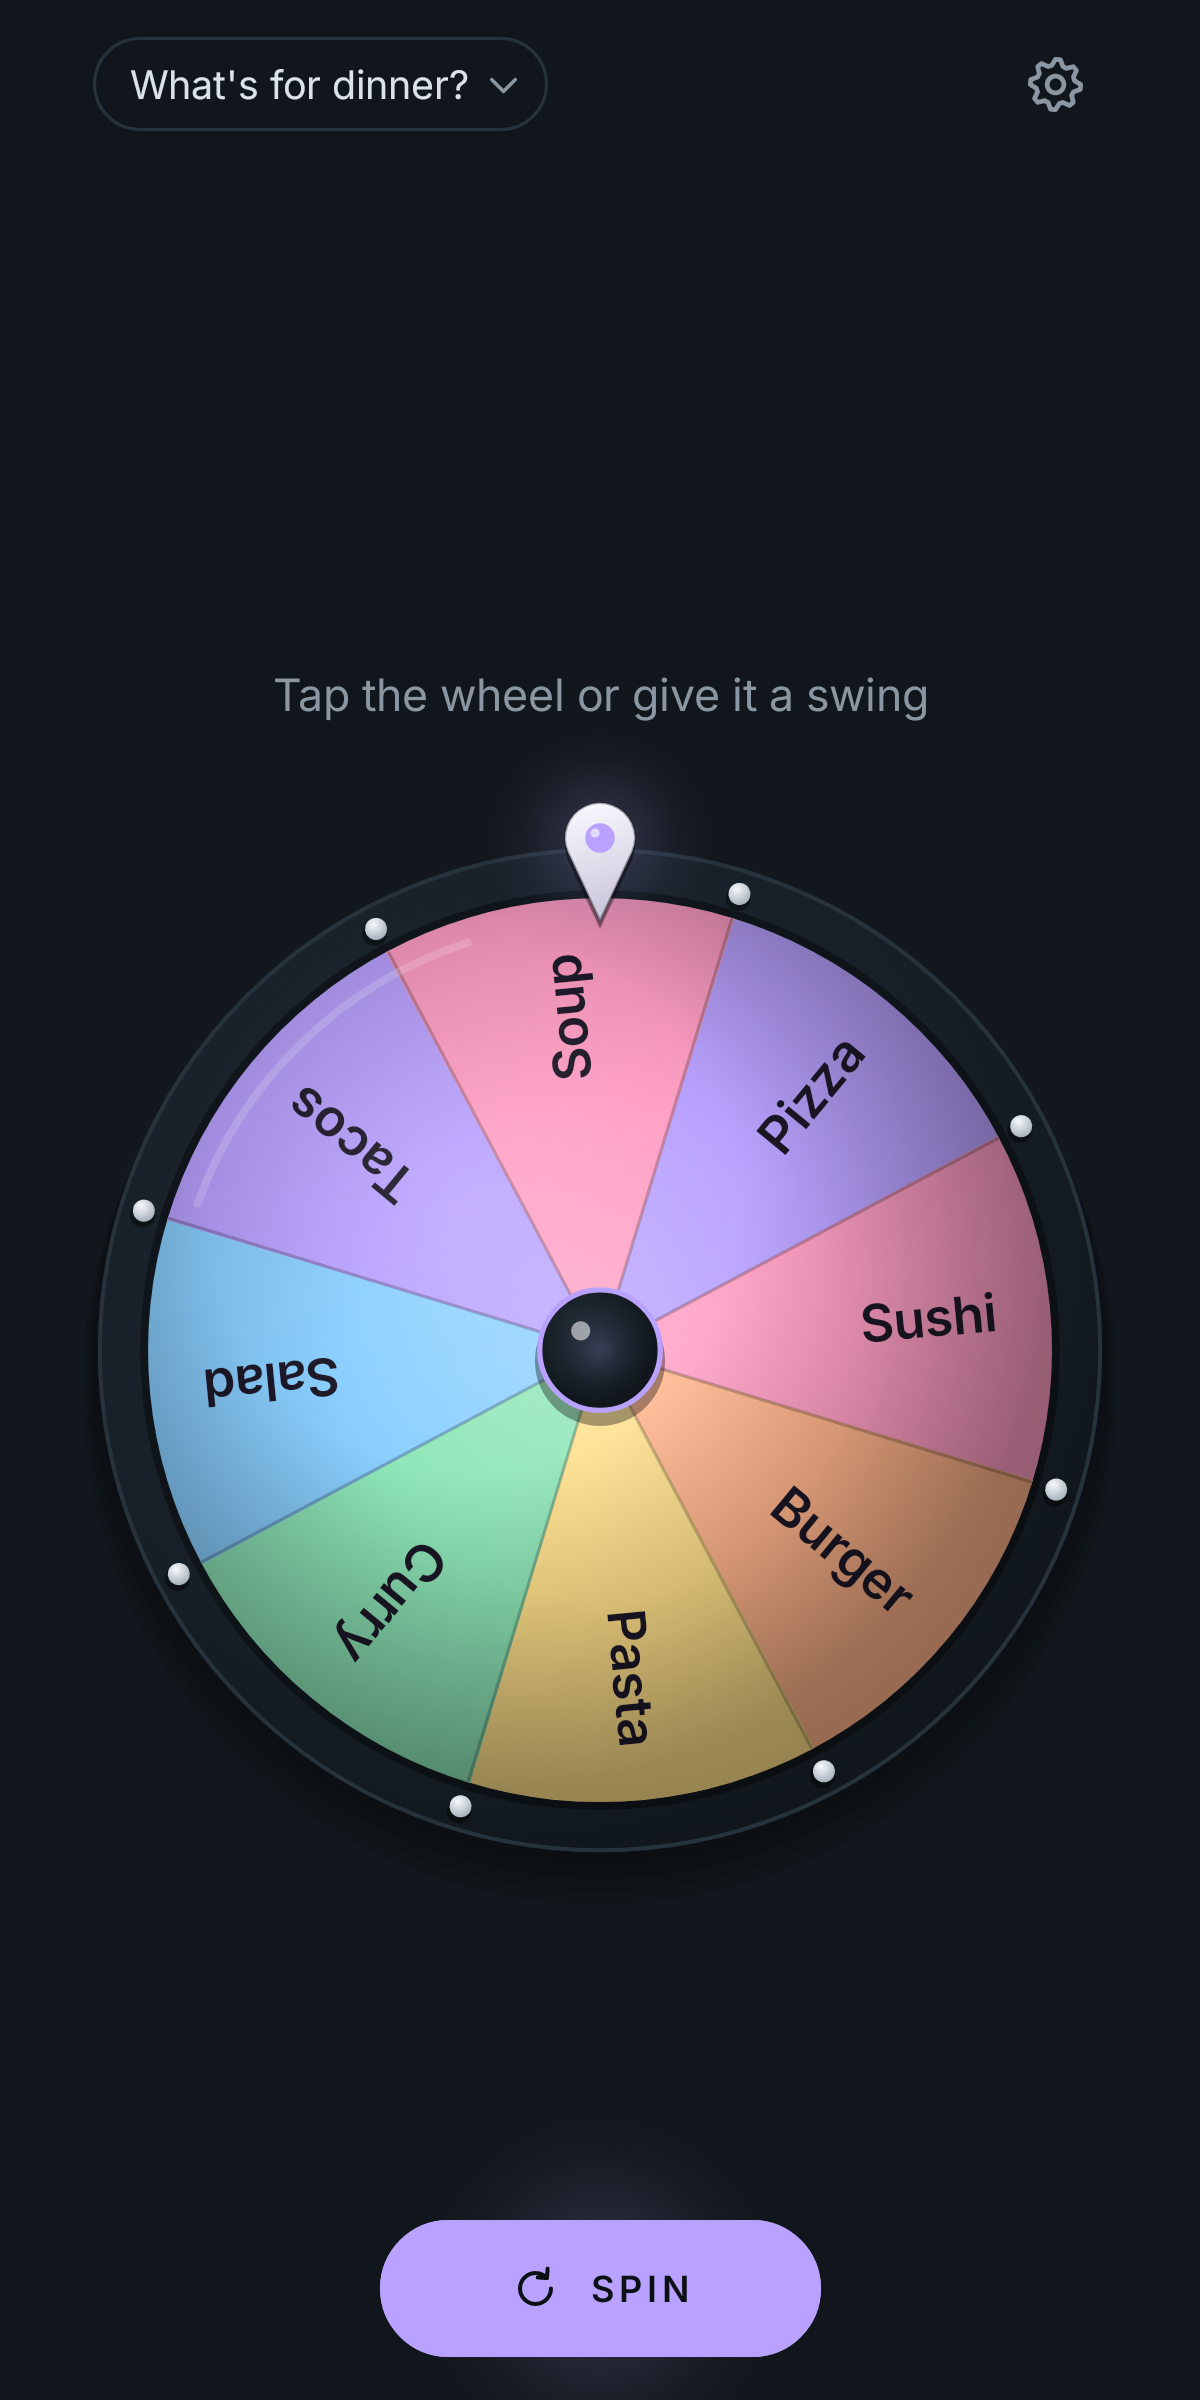 What's for dinner?
Tap the wheel or give it a swing
Soup
Pizza
Sushi
Burger
Pasta
Curry
Salad
Tacos
SPIN